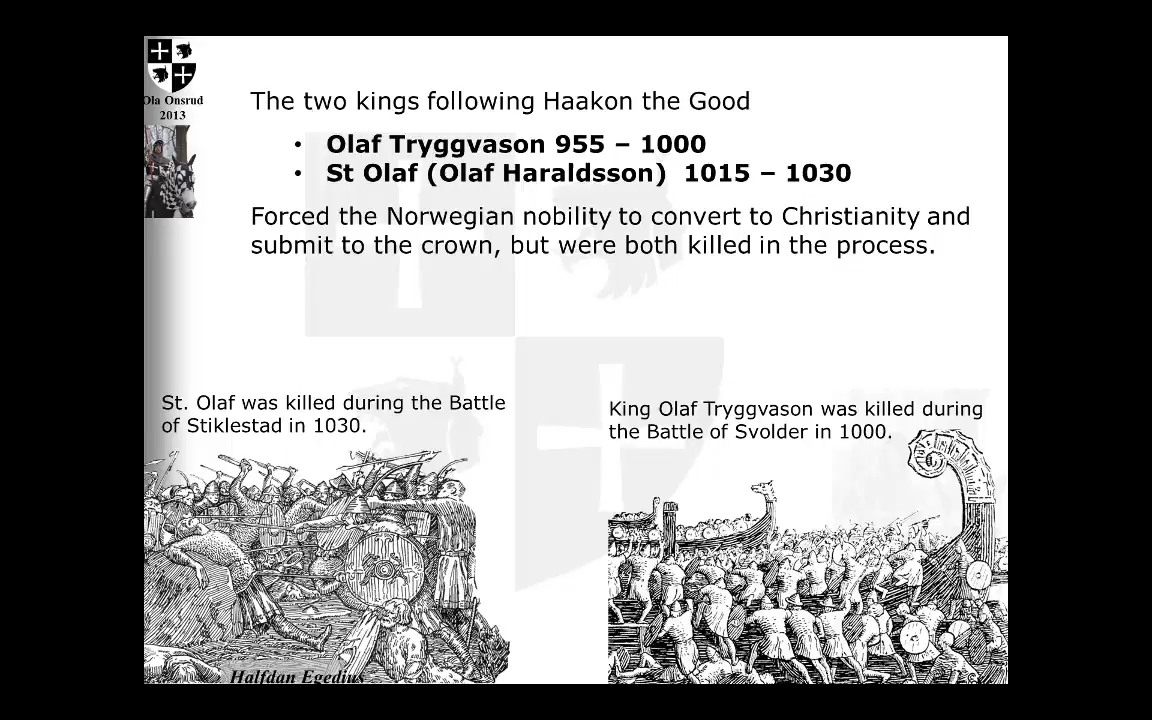 Ola Onsrud
2013
The two kings following Haakon the Good
• Olaf Tryggvason 955 – 1000
• St Olaf (Olaf Haraldsson) 1015 – 1030
Forced the Norwegian nobility to convert to Christianity and
submit to the crown, but were both killed in the process.
St. Olaf was killed during the Battle
of Stiklestad in 1030.
King Olaf Tryggvason was killed during
the Battle of Svolder in 1000.
Halfdan Egedius